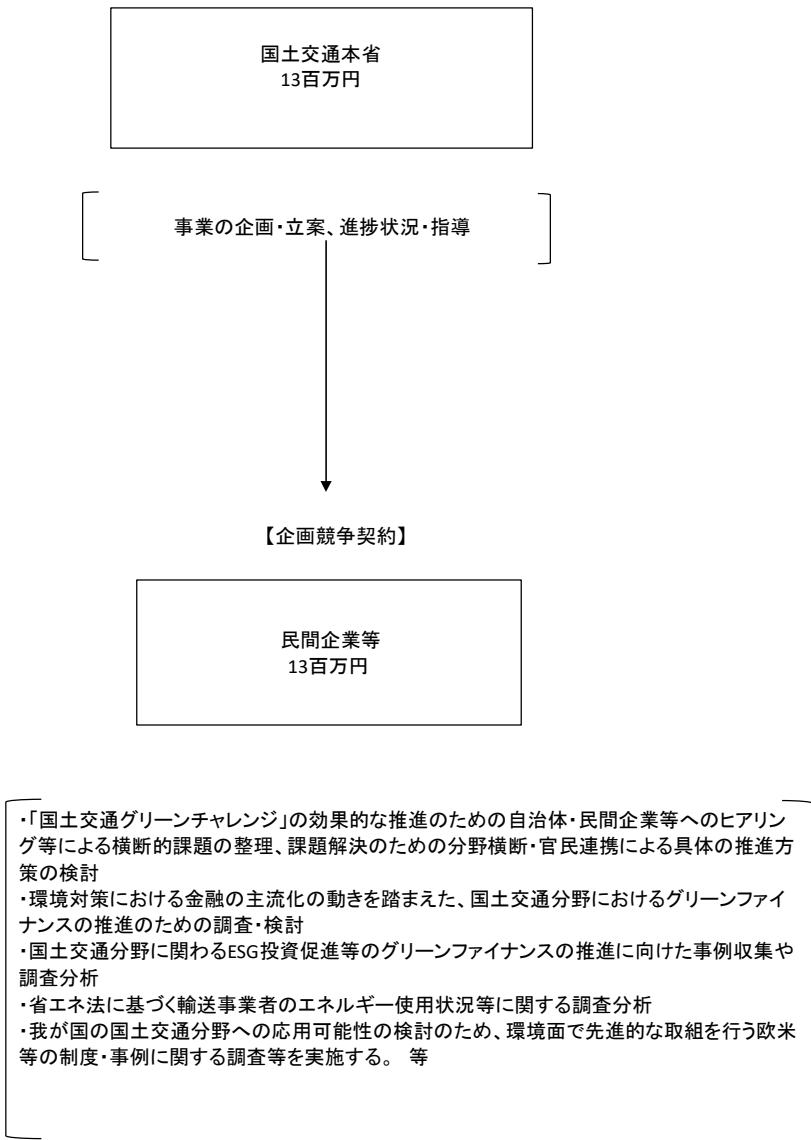 国土交通本省
13百万円
事業の企画・立案、進捗状況・指導
【企画競争契約】
民間企業等
13百万円
・「国土交通グリーンチャレンジ」の効果的な推進のための自治体・民間企業等へのヒアリン
グ等による横断的課題の整理、課題解決のための分野横断・官民連携による具体の推進方
策の検討
・環境対策における金融の主流化の動きを踏まえた、国土交通分野におけるグリーンファイ
ナンスの推進のための調査・検討
・国土交通分野に関わるESG投資促進等のグリーンファイナンスの推進に向けた事例収集や
調査分析
・省エネ法に基づく輸送事業者のエネルギー使用状況等に関する調査分析
・我が国の国土交通分野への応用可能性の検討のため、環境面で先進的な取組を行う欧米
等の制度・事例に関する調査等を実施する。　等